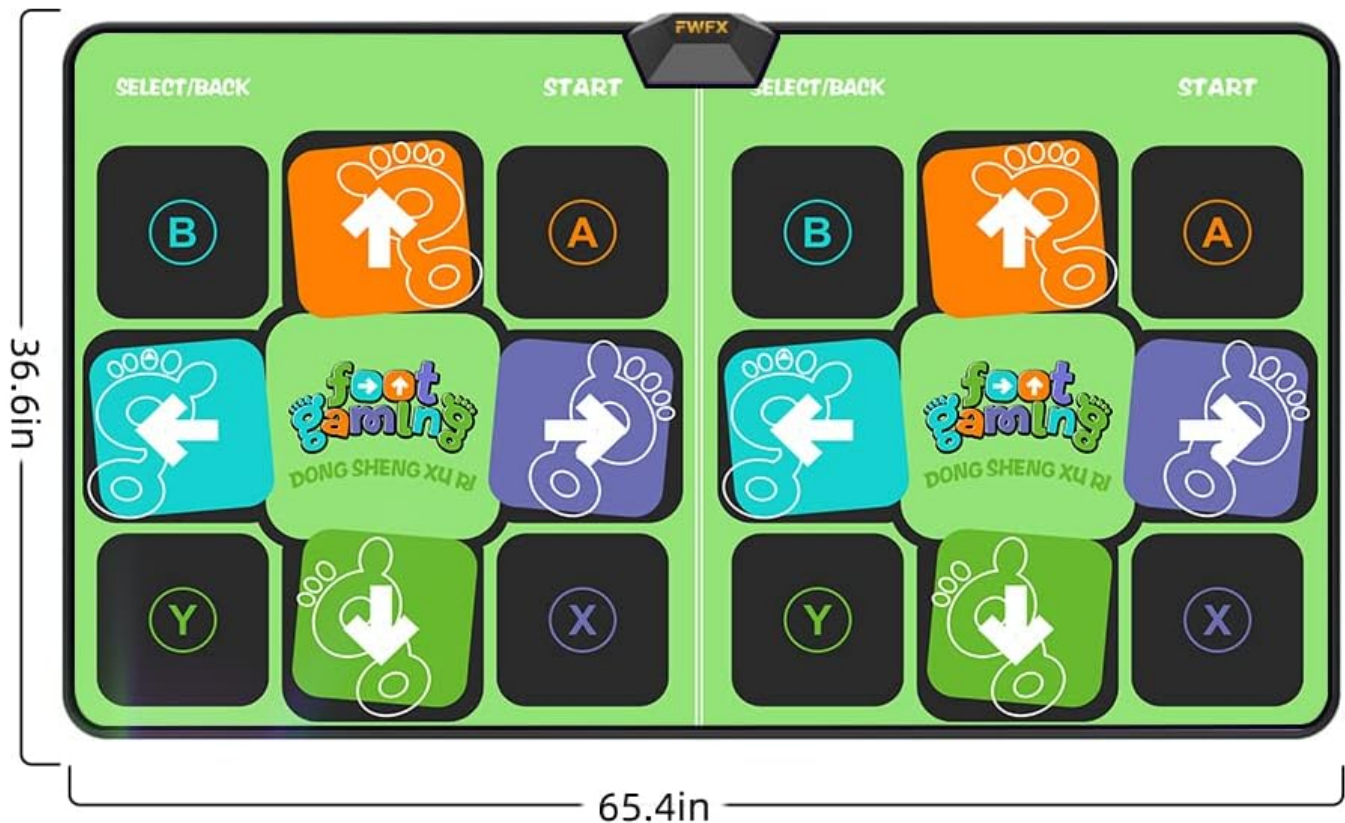 FWFX
SELECT/BACK START SELECT/BACK START
B A B A
foot foot
gaming gaming
DONG SHENG XU RI DONG SHENG XU RI
Y X Y X
36.6in
65.4in